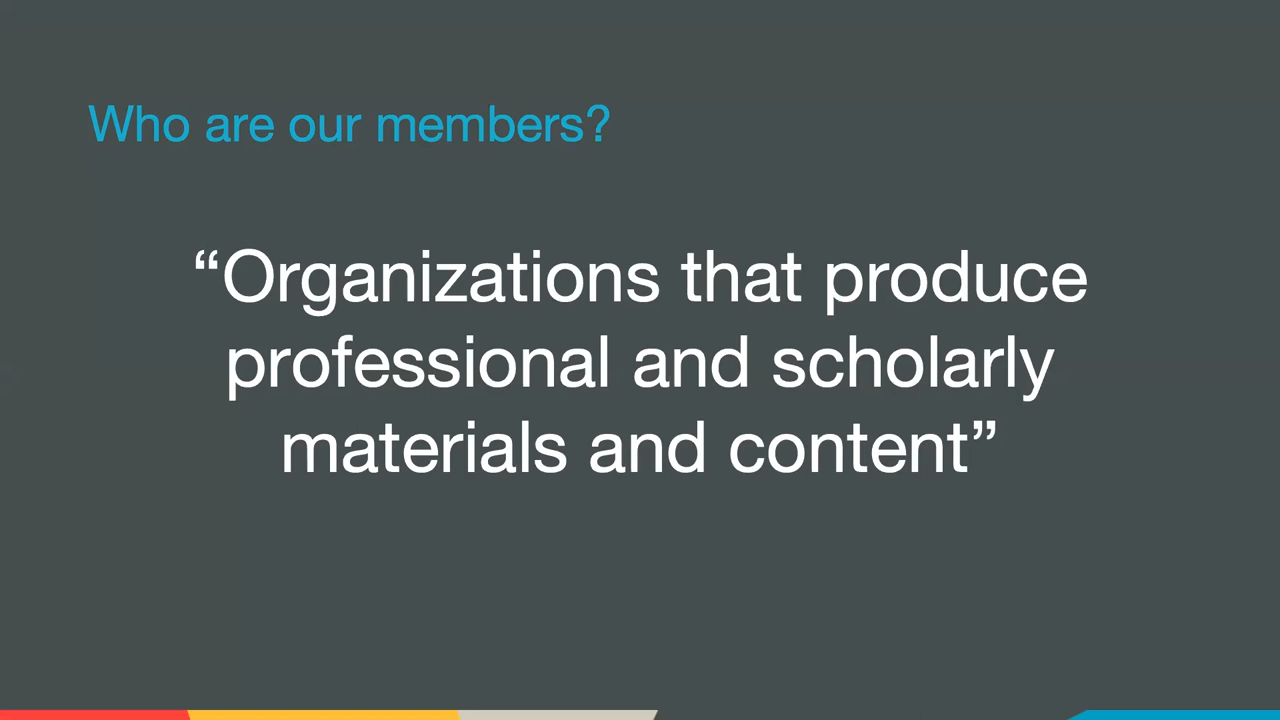 Who are our members?
“Organizations that produce
professional and scholarly
materials and content”